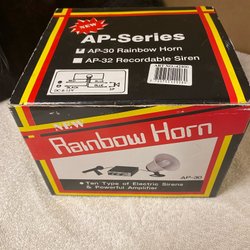 NEW
AP-Series
AP-30 Rainbow Horn
AP-32 Recordable Siren
NEW
Rainbow Horn
AP-30
• Ten Type of Electric Sirens
& Powerful Amplifier